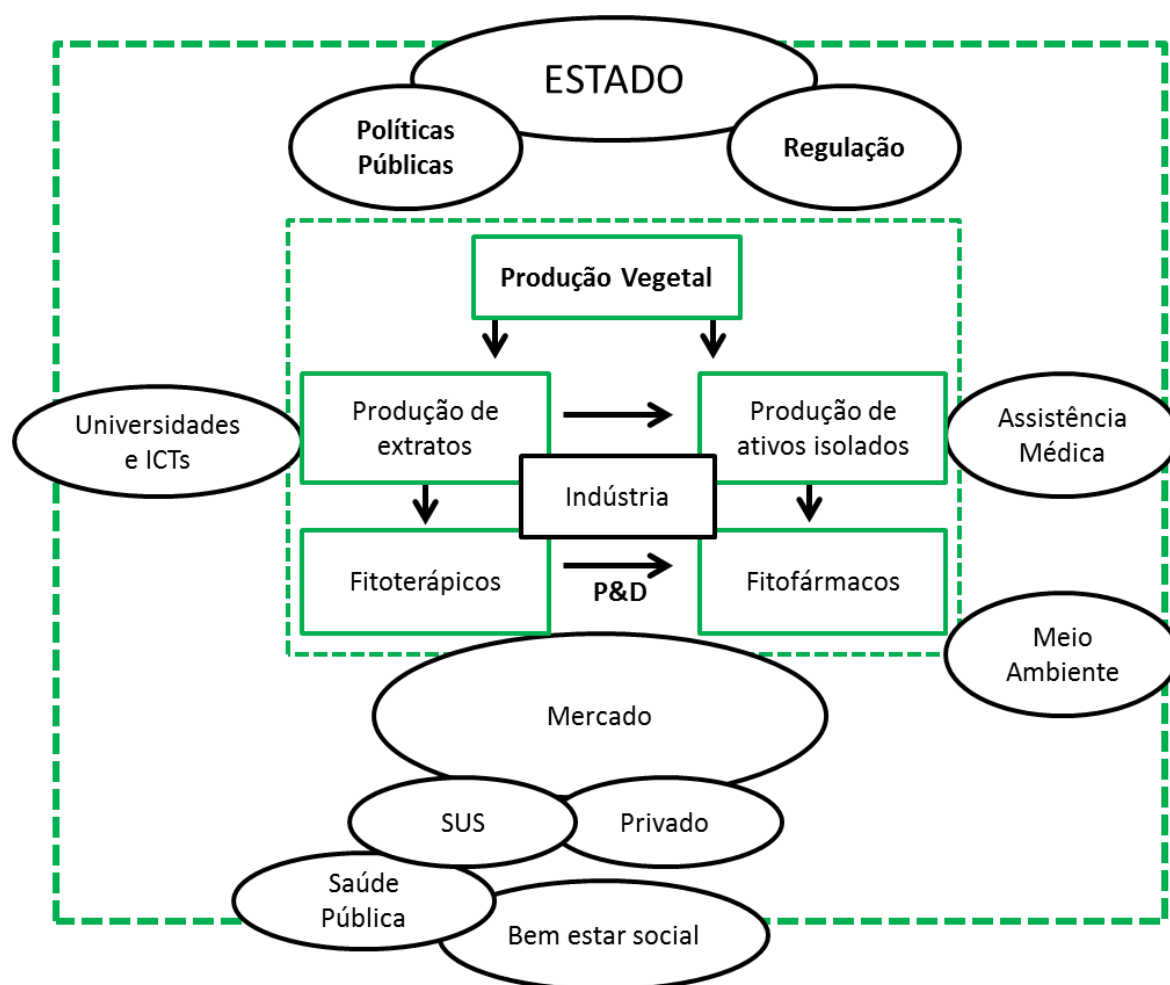 ESTADO
Políticas
Públicas
Regulação
Produção Vegetal
Universidades
e ICTs
Produção de
extratos
Produção de
ativos isolados
Assistência
Médica
Indústria
Fitoterápicos
P&D
Fitofármacos
Meio
Ambiente
Mercado
SUS
Privado
Saúde
Pública
Bem estar social